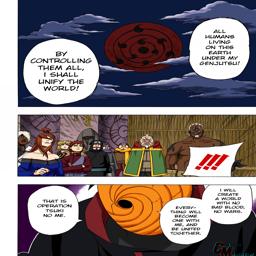 ALL
HUMANS
LIVING
ON THIS
EARTH
UNDER MY
GENJUTSU!
BY
CONTROLLING
THEM ALL,
I SHALL
UNIFY THE
WORLD!
!!!
I WILL
CREATE
A WORLD
WITH NO
BAD BLOOD,
NO WARS.
EVERY-
THING WILL
BECOME
ONE WITH
ME, AND
BE UNITED
TOGETHER.
THAT IS
OPERATION
TSUKI
NO ME.